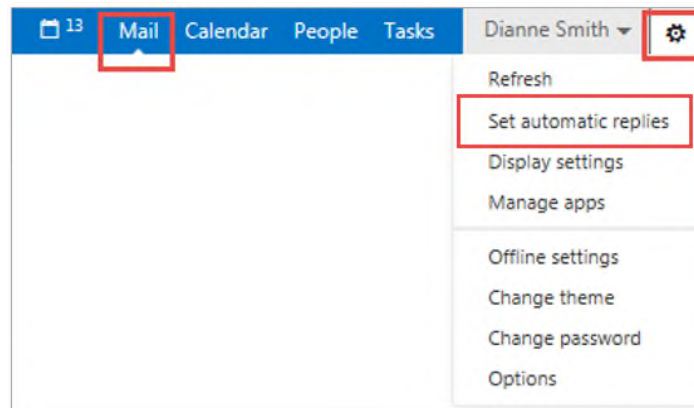 13 Mail Calendar People Tasks Dianne Smith
Refresh
Set automatic replies
Display settings
Manage apps
Offline settings
Change theme
Change password
Options